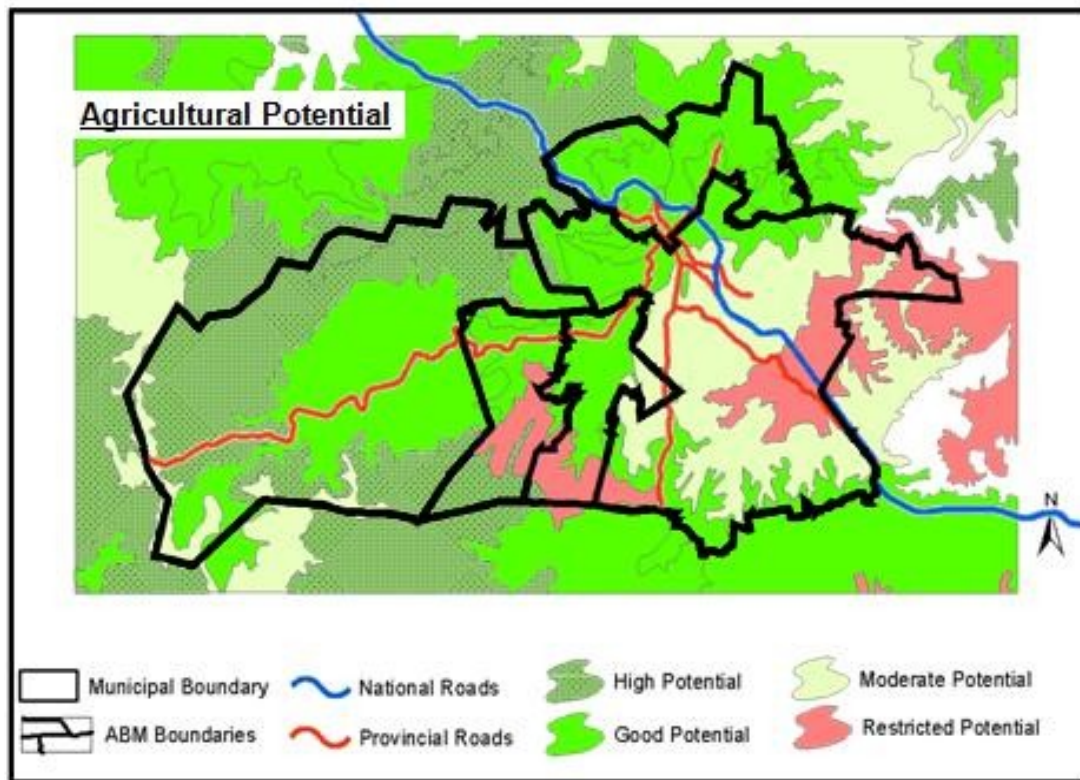 Agricultural Potential
N
Municipal Boundary
National Roads
High Potential
Moderate Potential
ABM Boundaries
Provincial Roads
Good Potential
Restricted Potential